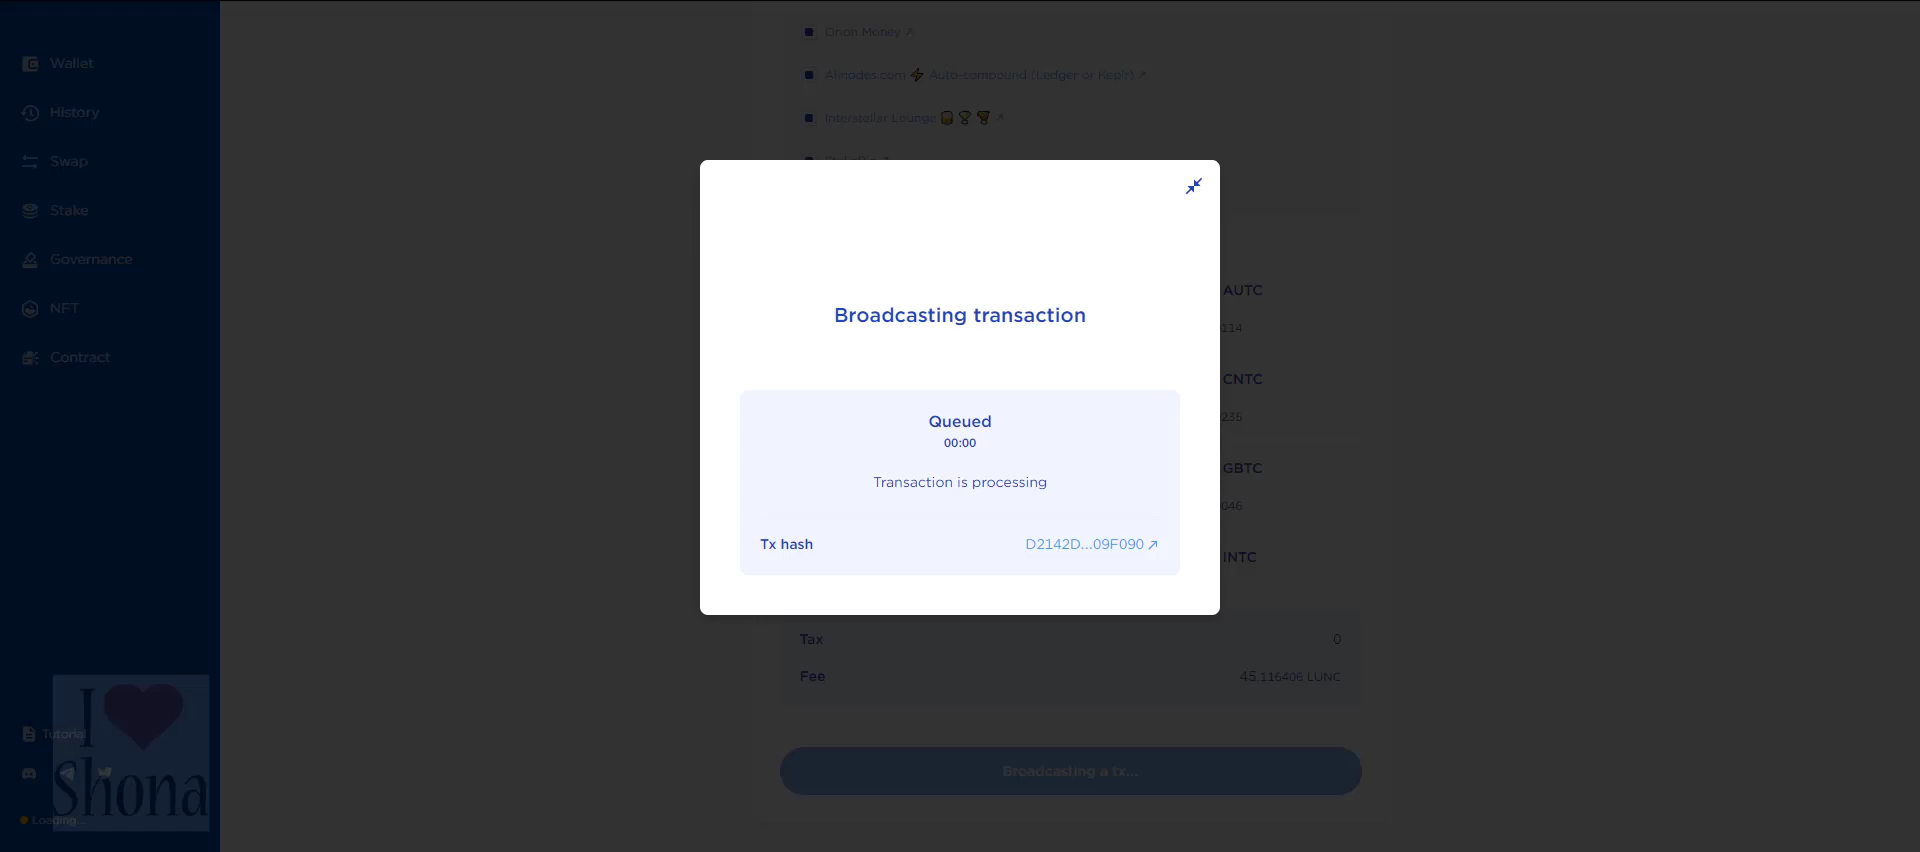 Wallet
History
Swap
Stake
Governance
NFT
Contract
Tutorial
I
Shona
Loading...
Orion Money
Allnodes.com ⚡ Auto-compound (Ledger or Keplr)
Interstellar Lounge
Broadcasting transaction
Queued
00:00
Transaction is processing
Tx hash D2142D...09F090
AUTC
114
CNTC
235
GBTC
046
INTC
Tax 0
Fee 45.116406 LUNC
Broadcasting a tx...